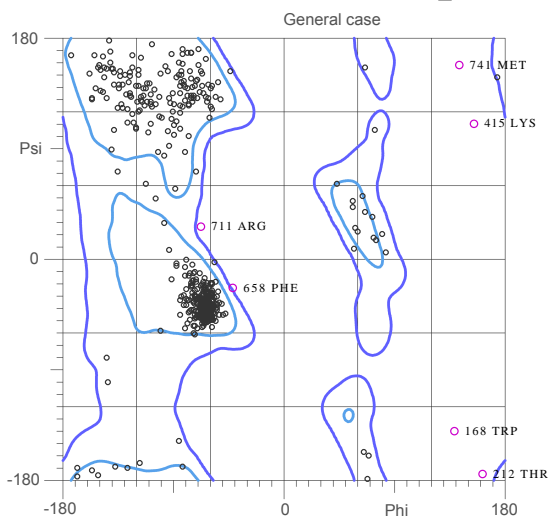 General case
180
741 MET
415 LYS
Psi
711 ARG
0
658 PHE
168 TRP
212 THR
-180
-180
0
Phi
180